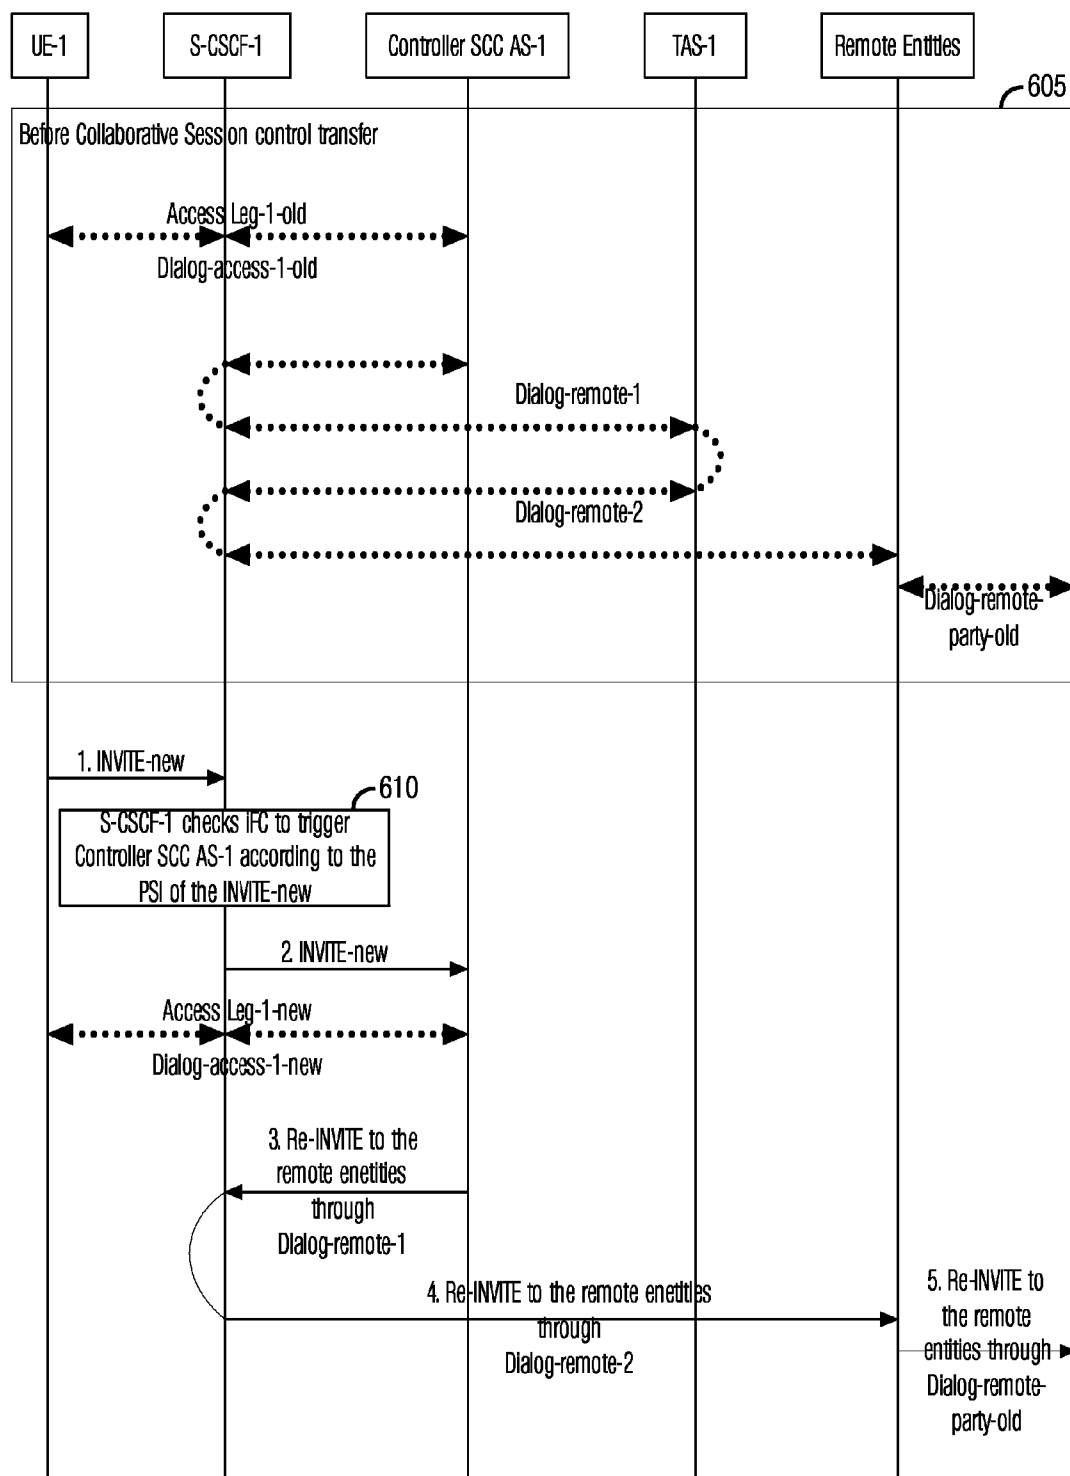 UE-1
S-CSCF-1
Controller SCC AS-1
TAS-1
Remote Entities
605
Before Collaborative Session control transfer
Access Leg-1-old
Dialog-access-1-old
Dialog-remote-1
Dialog-remote-2
Dialog-remote-
party-old
1. INVITE-new
610
S-CSCF-1 checks iFC to trigger
Controller SCC AS-1 according to the
PSI of the INVITE-new
2. INVITE-new
Access Leg-1-new
Dialog-access-1-new
3. Re-INVITE to the
remote enetities
through
Dialog-remote-1
4. Re-INVITE to the remote enetities
through
Dialog-remote-2
5. Re-INVITE to
the remote
entities through
Dialog-remote-
party-old